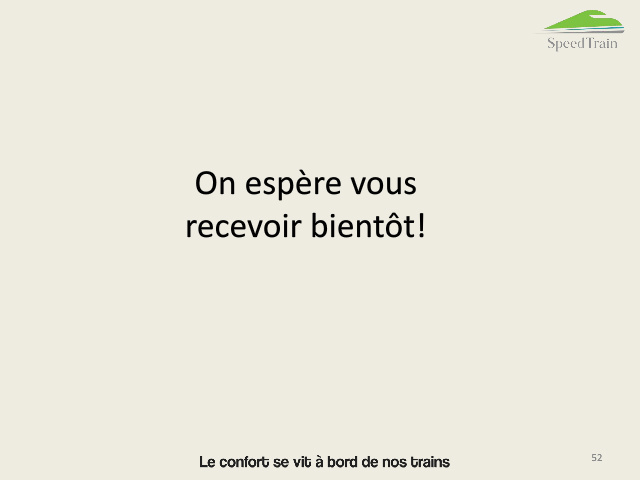 SpeedTrain
On espère vous
recevoir bientôt!
Le confort se vit à bord de nos trains
52